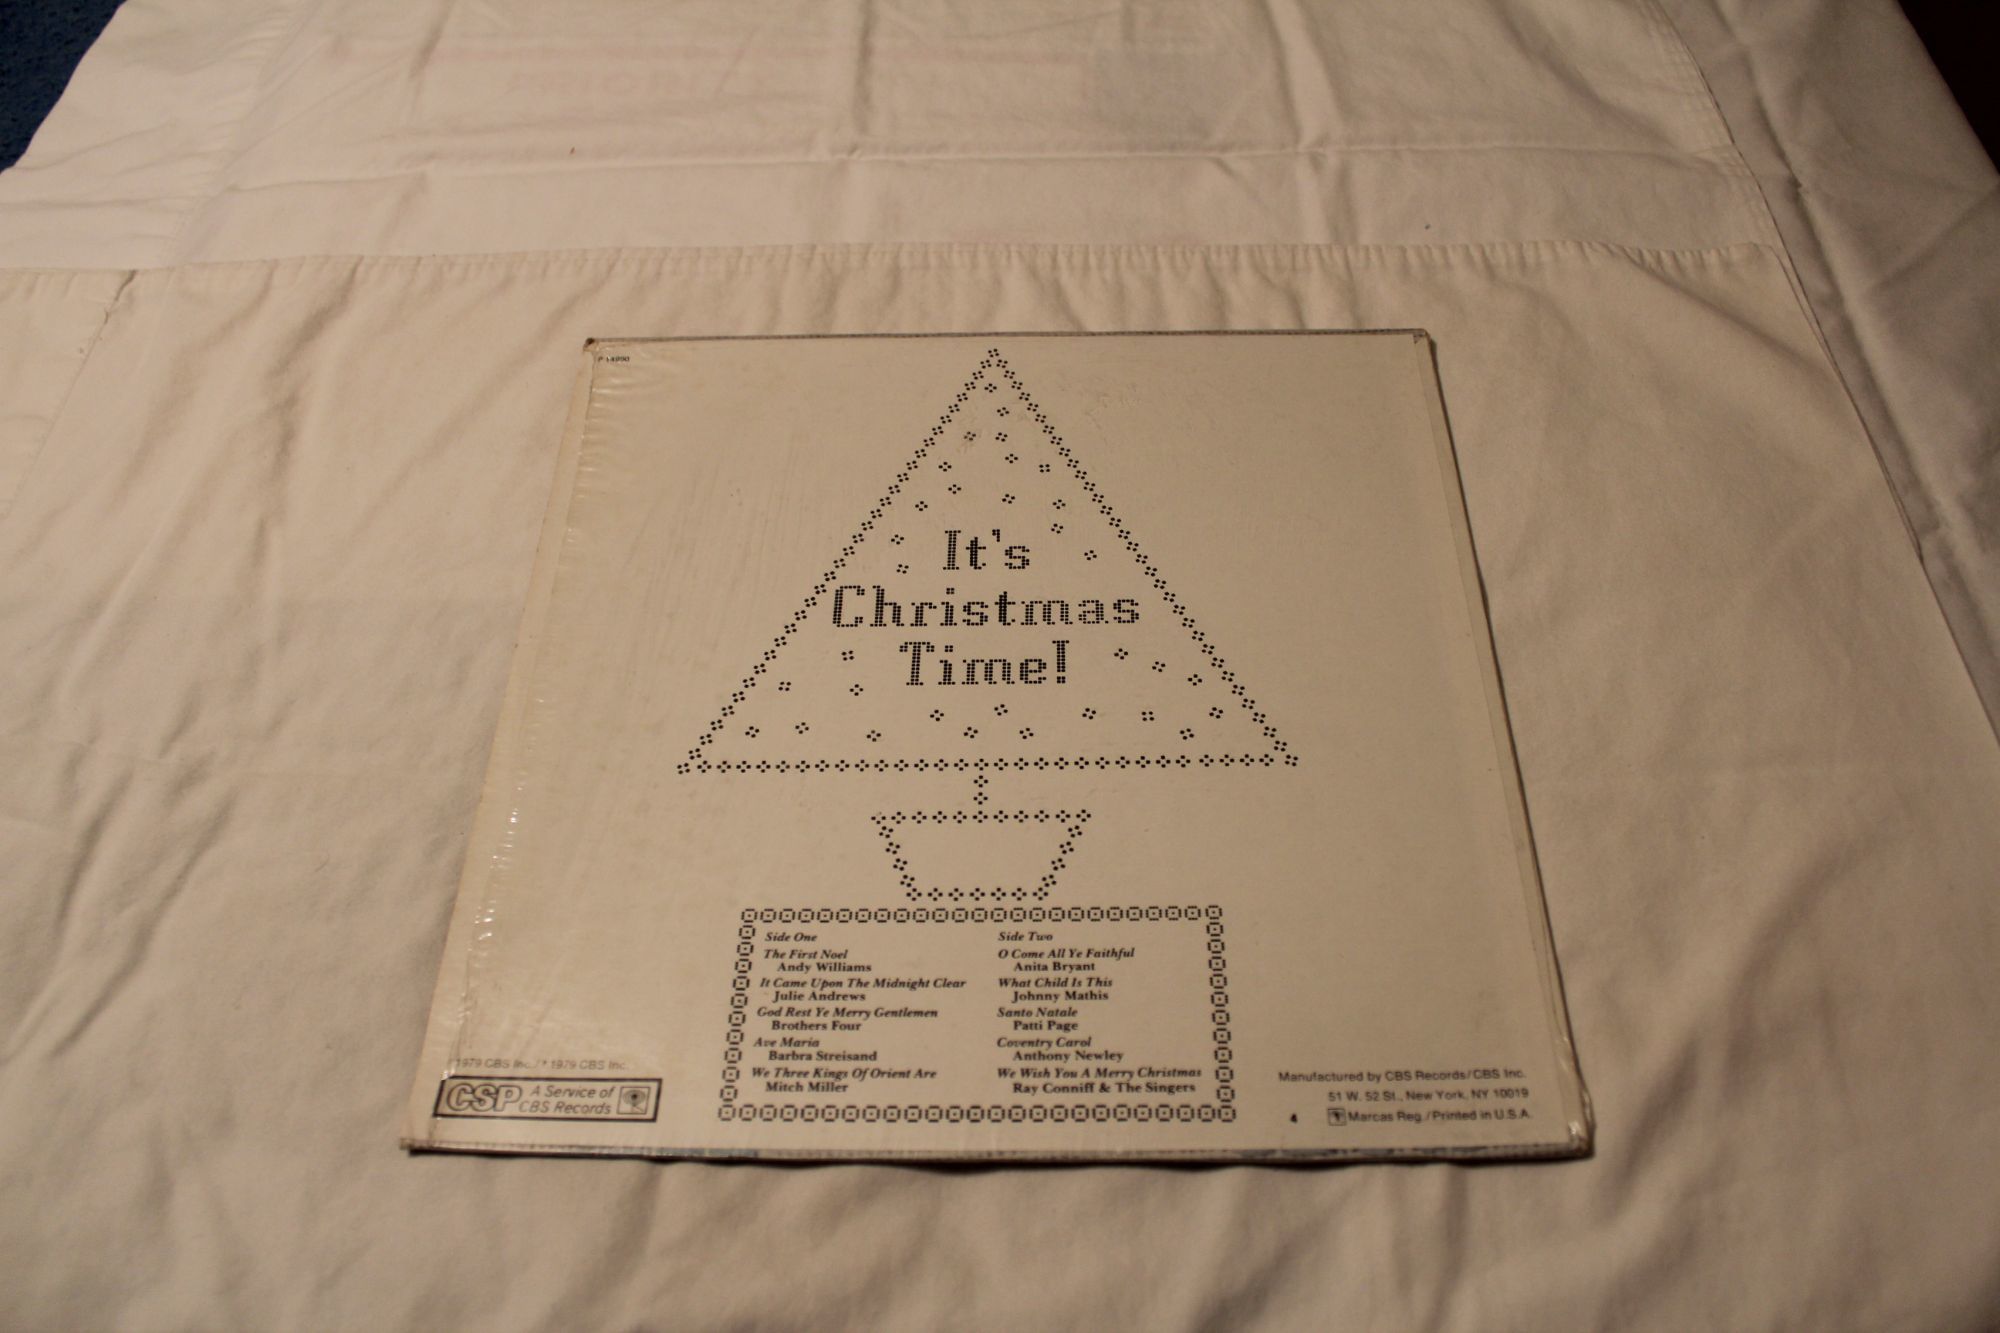 P 14990
It's
Christmas
Time!
Side One
The First Noel
Andy Williams
It Came Upon The Midnight Clear
Julie Andrews
God Rest Ye Merry Gentlemen
Brothers Four
Ave Maria
Barbra Streisand
We Three Kings Of Orient Are
Mitch Miller
Side Two
O Come All Ye Faithful
Anita Bryant
What Child Is This
Johnny Mathis
Santo Natale
Patti Page
Coventry Carol
Anthony Newley
We Wish You A Merry Christmas
Ray Conniff & The Singers
1979 CBS Inc./ 1979 CBS Inc.
CSP A Service of
CBS Records
Manufactured by CBS Records/CBS Inc.
51 W. 52 St., New York, NY 10019
4 Marcas Reg./Printed in U.S.A.